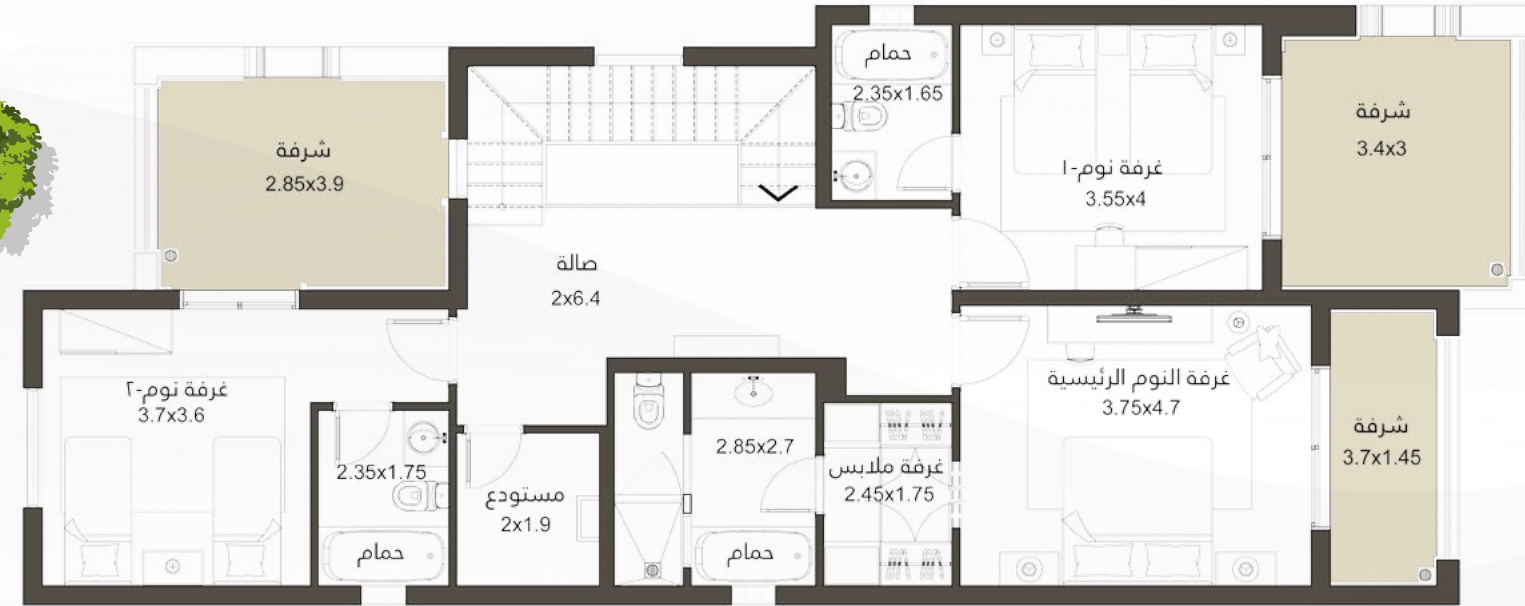 حمام
2.35x1.65
شرفة
3.4x3
شرفة
2.85x3.9
غرفة نوم-١
3.55x4
صالة
2x6.4
غرفة نوم-٢
3.7x3.6
غرفة النوم الرئيسية
3.75x4.7
شرفة
3.7x1.45
2.85x2.7
حمام
غرفة ملابس
2.45x1.75
2.35x1.75
حمام
مستودع
2x1.9